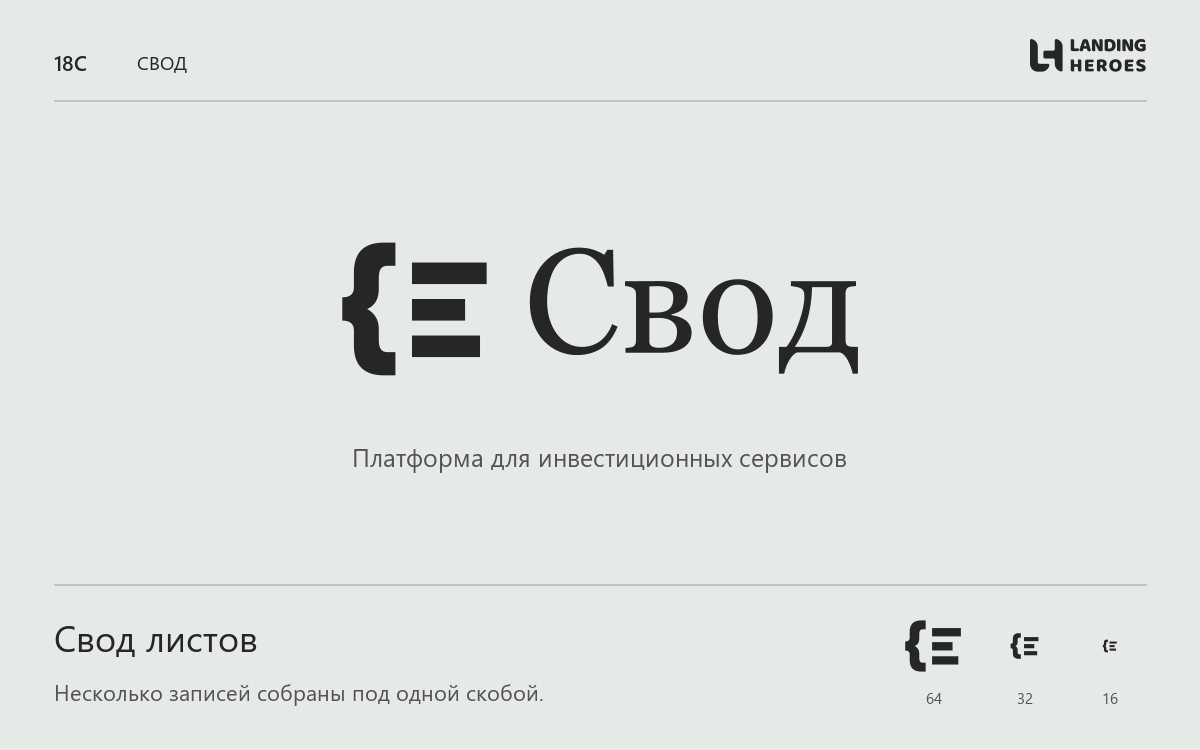 18С СВОД
LANDING
HEROES
Свод
Платформа для инвестиционных сервисов
Свод листов
Несколько записей собраны под одной скобой.
64 32 16